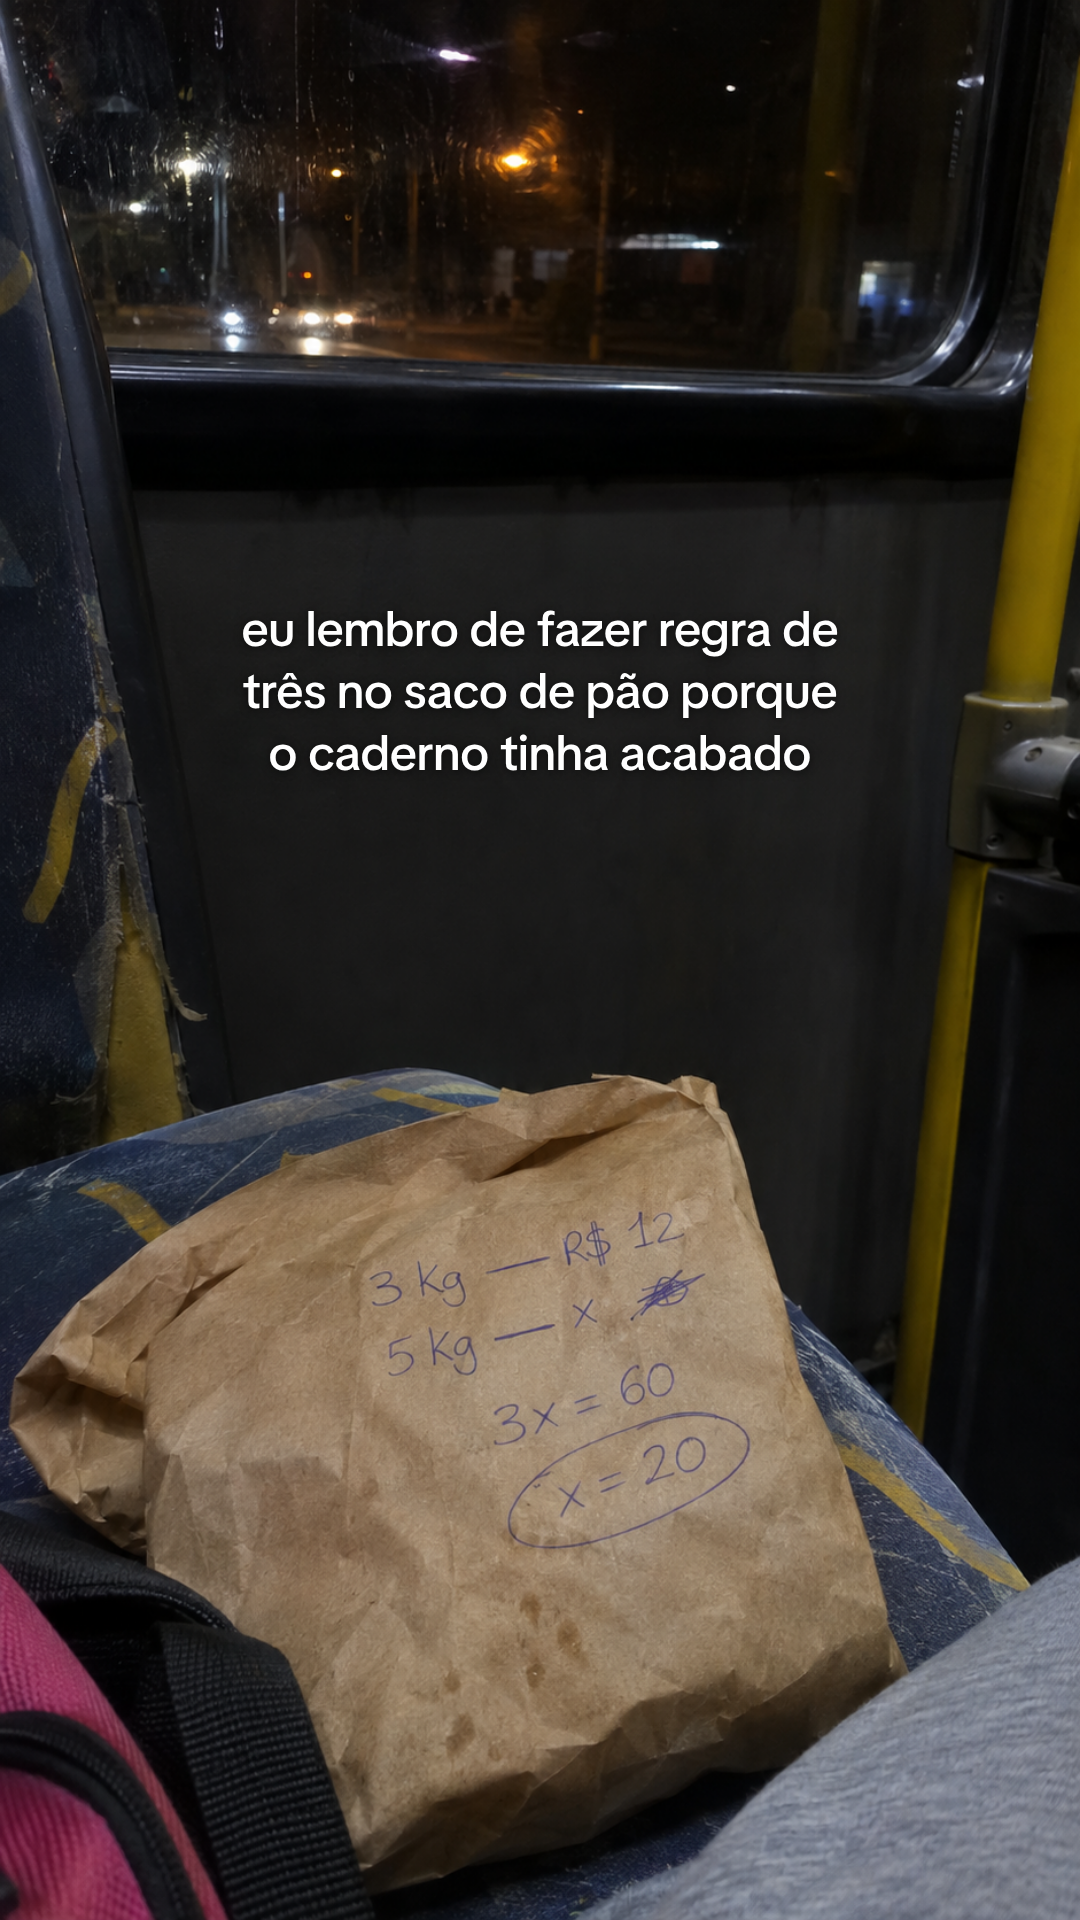 eu lembro de fazer regra de
três no saco de pão porque
o caderno tinha acabado
3 kg — R$ 12
5 kg — x
3x = 60
x = 20